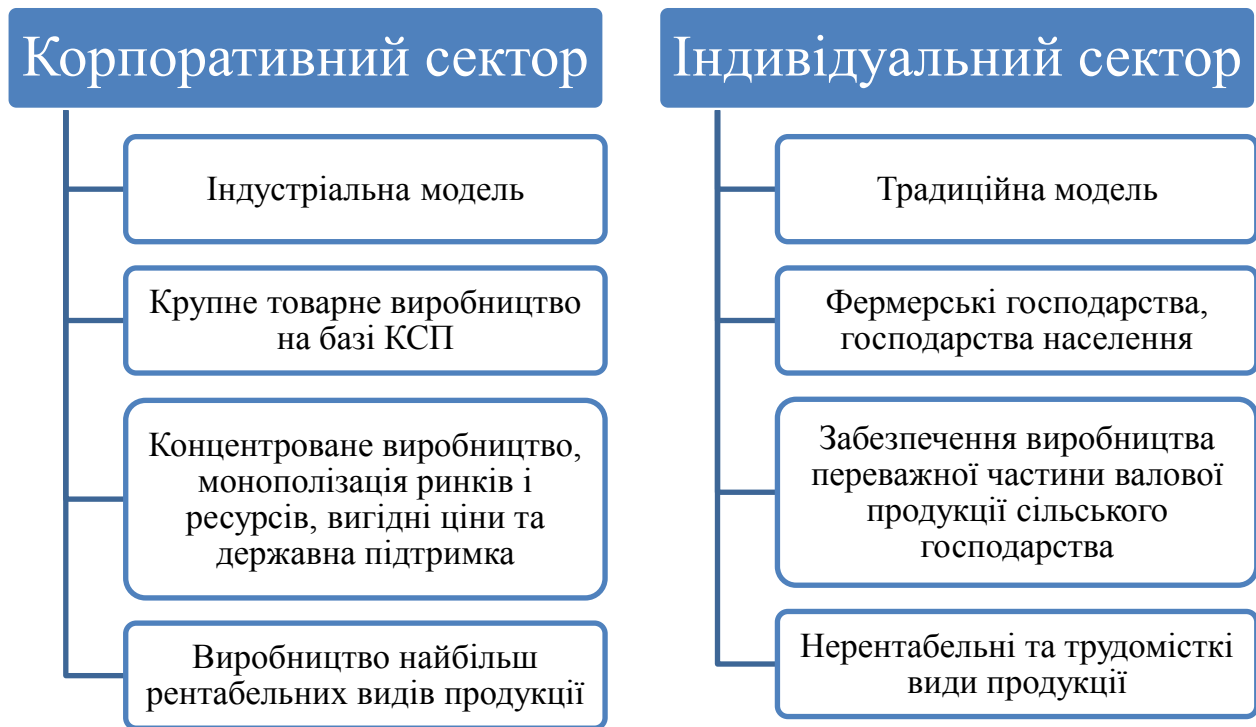 Корпоративний сектор
Індустріальна модель
Крупне товарне виробництво
на базі КСП
Концентроване виробництво,
монополізація ринків і
ресурсів, вигідні ціни та
державна підтримка
Виробництво найбільш
рентабельних видів продукції
Індивідуальний сектор
Традиційна модель
Фермерські господарства,
господарства населення
Забезпечення виробництва
переважної частини валової
продукції сільського
господарства
Нерентабельні та трудомісткі
види продукції